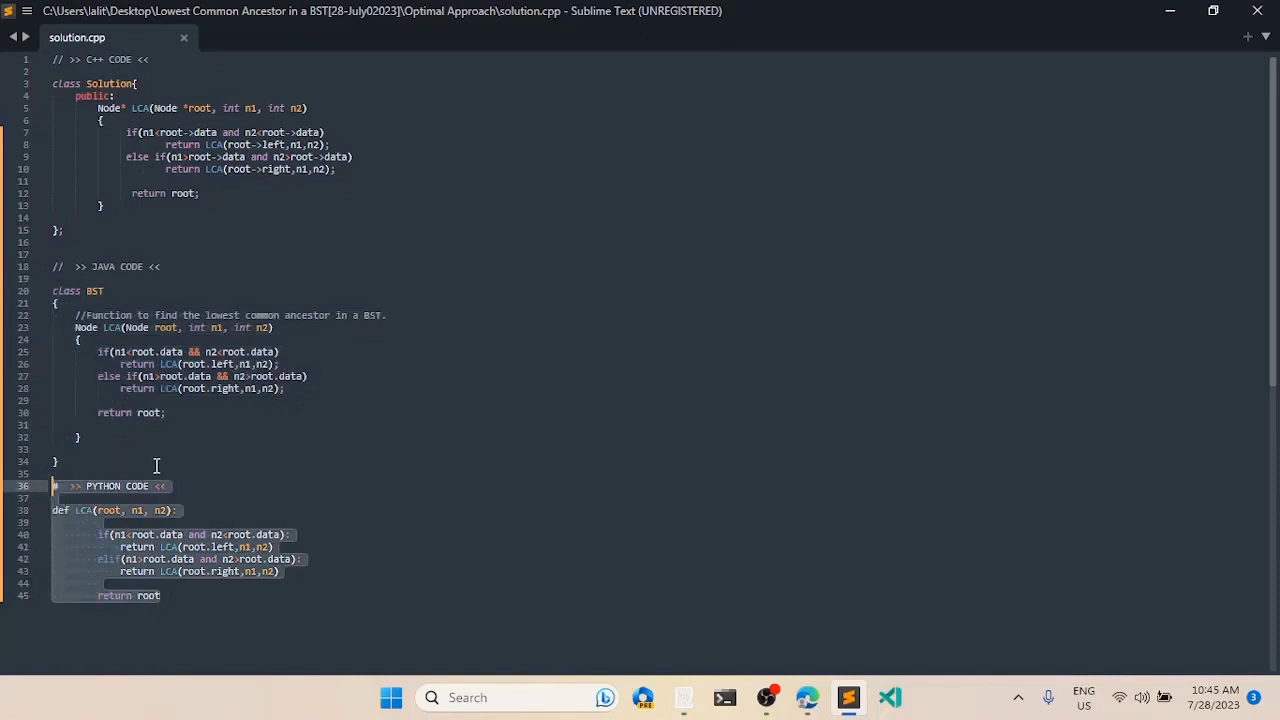 C:\Users\lalit\Desktop\Lowest Common Ancestor in a BST[28-July02023]\Optimal Approach\solution.cpp - Sublime Text (UNREGISTERED)
solution.cpp
1 // >> C++ CODE <<
2
3 class Solution{
4 public:
5 Node* LCA(Node *root, int n1, int n2)
6 {
7 if(n1<root->data and n2<root->data)
8 return LCA(root->left,n1,n2);
9 else if(n1>root->data and n2>root->data)
10 return LCA(root->right,n1,n2);
11
12 return root;
13 }
14
15 };
16
17
18 // >> JAVA CODE <<
19
20 class BST
21 {
22 //Function to find the lowest common ancestor in a BST.
23 Node LCA(Node root, int n1, int n2)
24 {
25 if(n1<root.data && n2<root.data)
26 return LCA(root.left,n1,n2);
27 else if(n1>root.data && n2>root.data)
28 return LCA(root.right,n1,n2);
29
30 return root;
31
32 }
33
34 }
35
36 # >> PYTHON CODE <<
37
38 def LCA(root, n1, n2):
39
40 if(n1<root.data and n2<root.data):
41 return LCA(root.left,n1,n2)
42 elif(n1>root.data and n2>root.data):
43 return LCA(root.right,n1,n2)
44
45 return root
Search
PRE
ENG
US
10:45 AM
7/28/2023
3